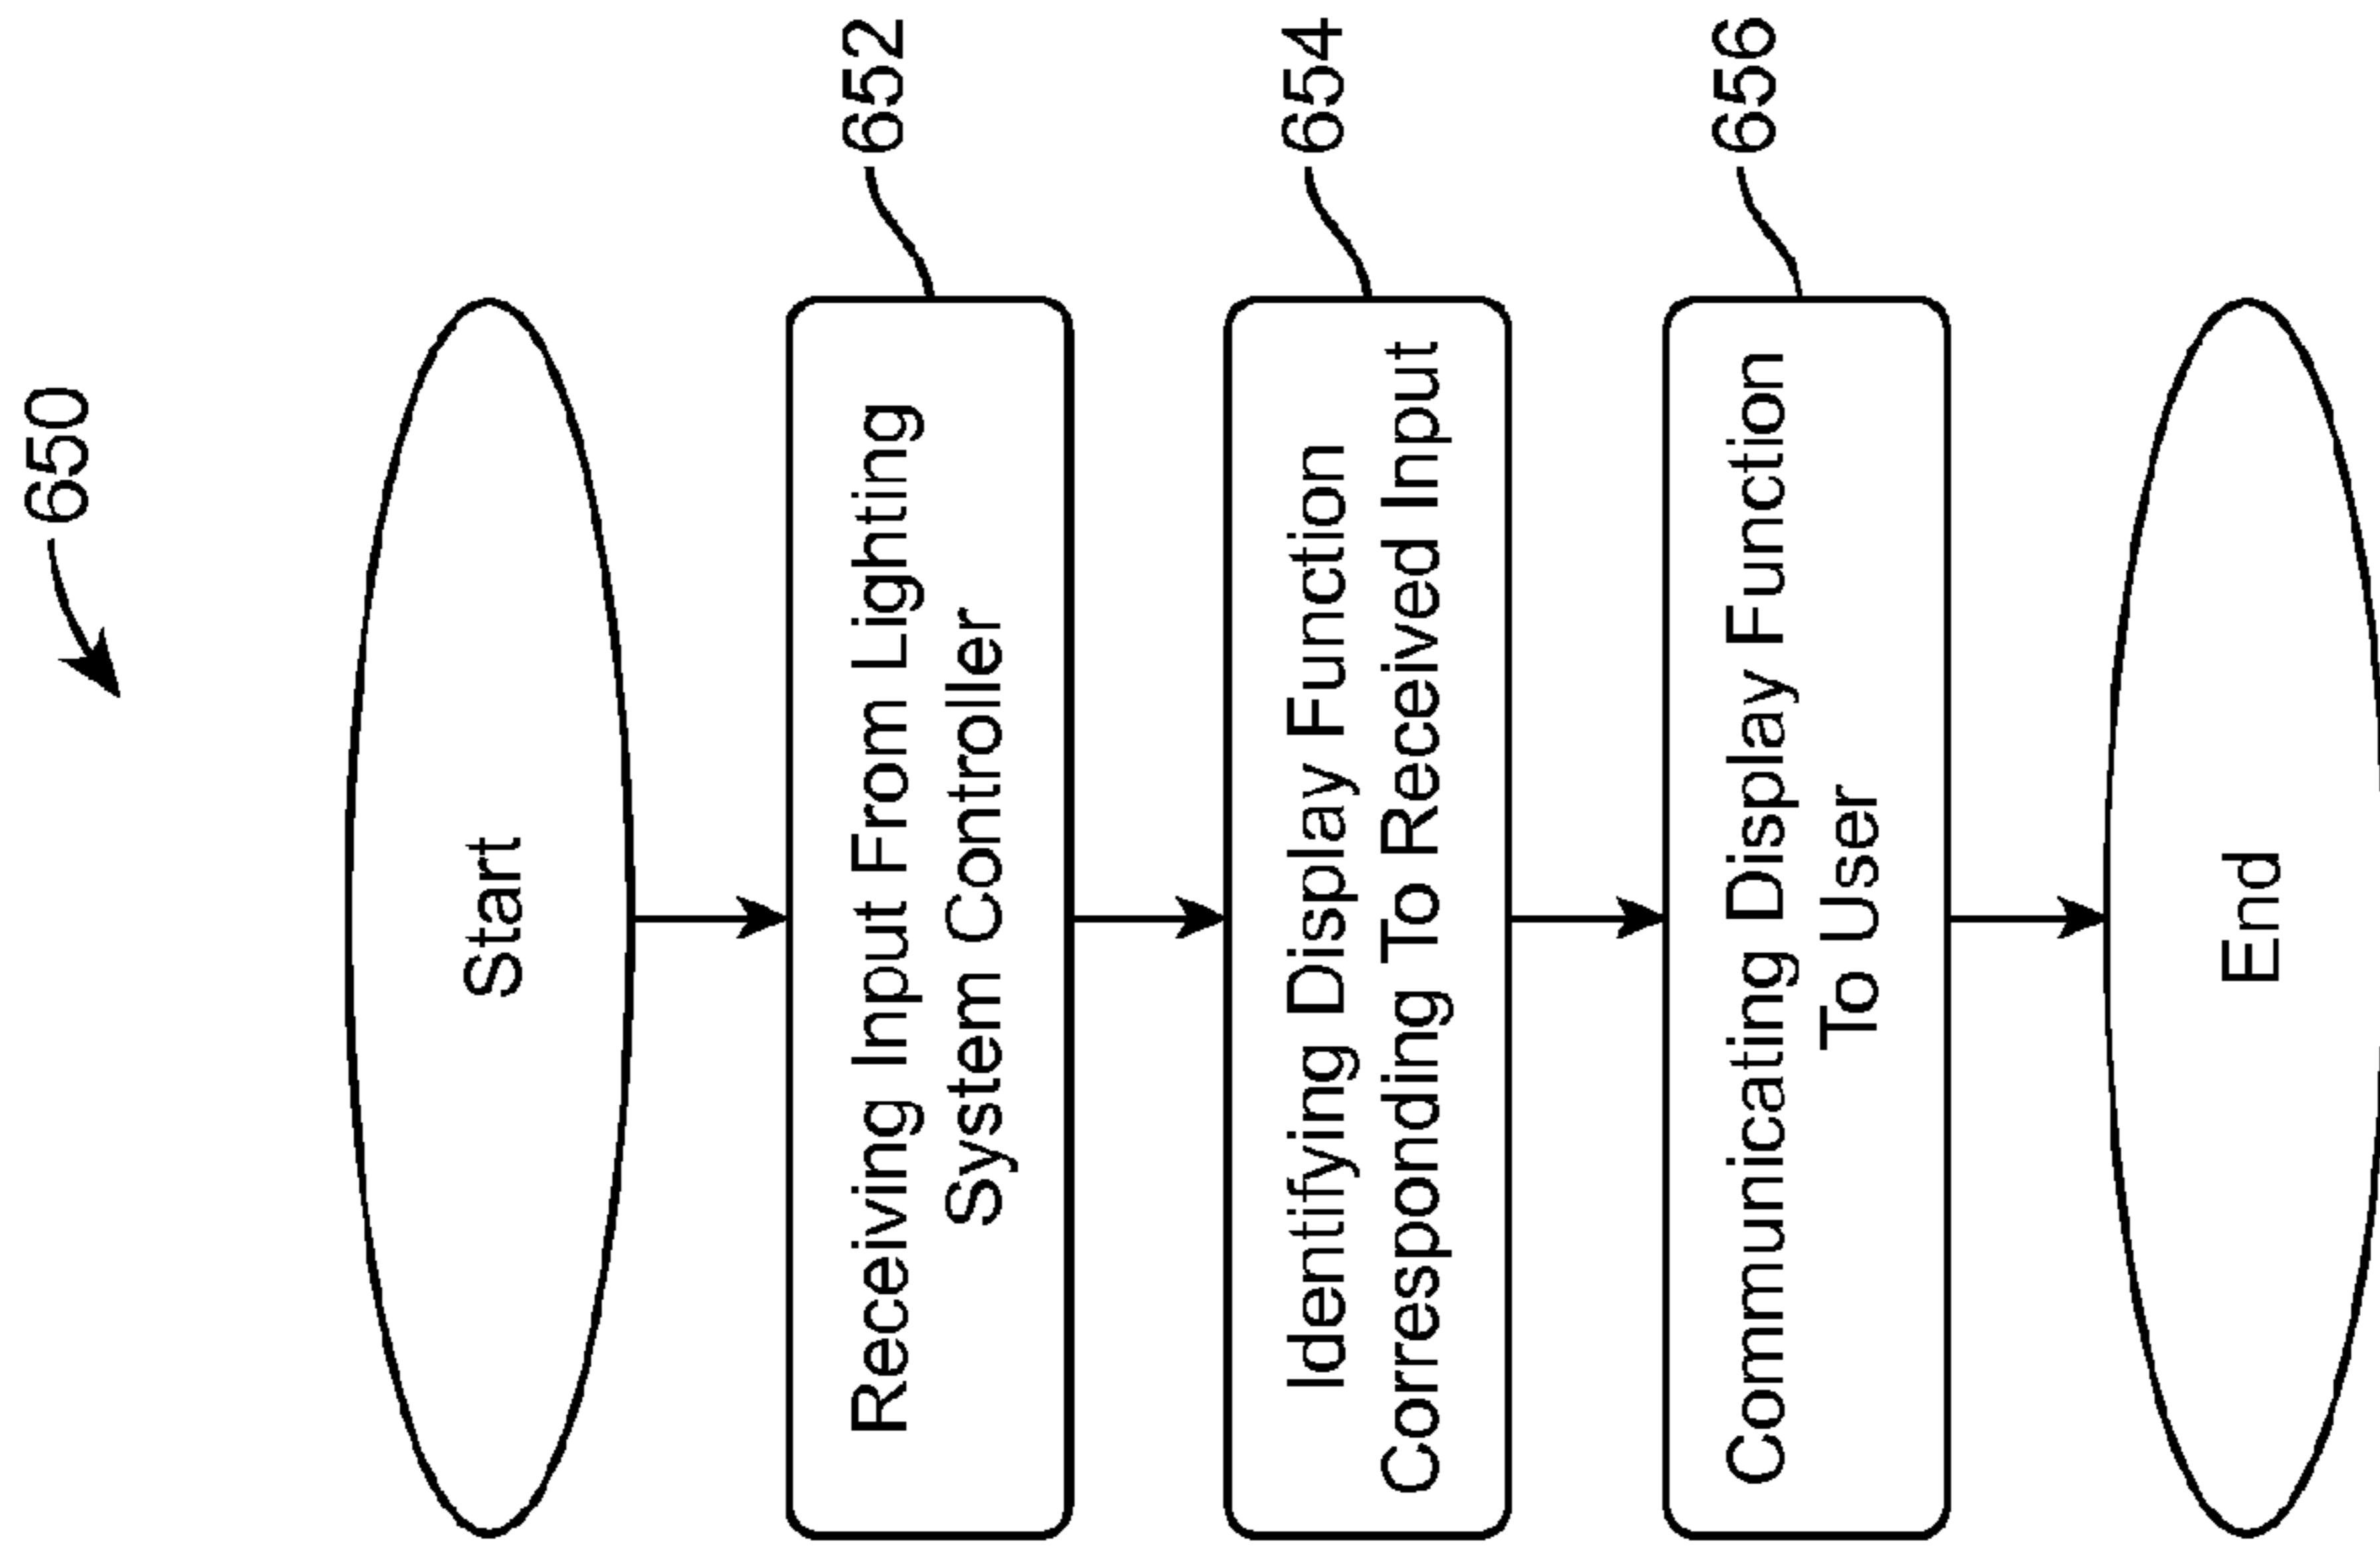 650
Start
Receiving Input From Lighting
System Controller
652
Identifying Display Function
Corresponding To Received Input
654
Communicating Display Function
To User
656
End